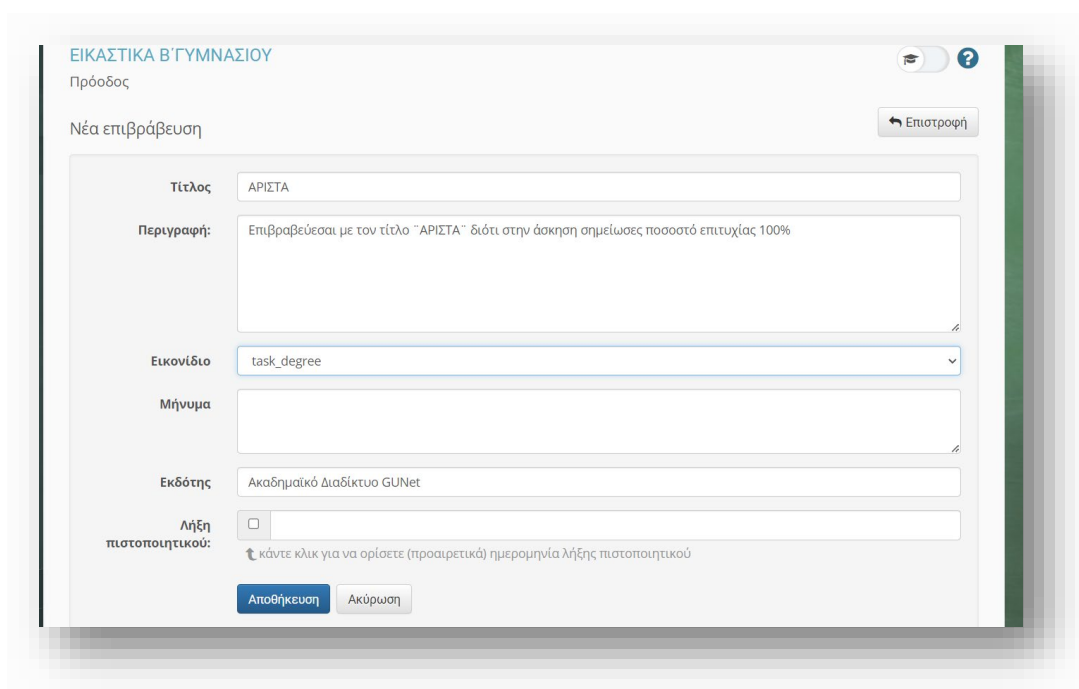 ΕΙΚΑΣΤΙΚΑ Β΄ΓΥΜΝΑΣΙΟΥ
Πρόοδος
Νέα επιβράβευση
Επιστροφή
Τίτλος
ΑΡΙΣΤΑ
Περιγραφή:
Επιβραβεύεσαι με τον τίτλο ¨ΑΡΙΣΤΑ¨ διότι στην άσκηση σημείωσες ποσοστό επιτυχίας 100%
Εικονίδιο
task_degree
Μήνυμα
Εκδότης
Ακαδημαϊκό Διαδίκτυο GUNet
Λήξη
πιστοποιητικού:
κάντε κλικ για να ορίσετε (προαιρετικά) ημερομηνία λήξης πιστοποιητικού
Αποθήκευση
Ακύρωση